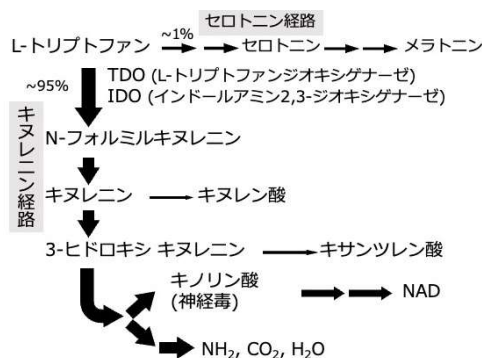 セロトニン経路
L-トリプトファン ~1% セロトニン メラトニン
~95%
TDO (L-トリプトファンジオキシゲナーゼ)
IDO (インドールアミン2,3-ジオキシゲナーゼ)
キヌレニン経路
N-フォルミルキヌレニン
キヌレニン キヌレン酸
3-ヒドロキシ キヌレニン キサンツレン酸
キノリン酸
(神経毒)
NAD
NH₂, CO₂, H₂O